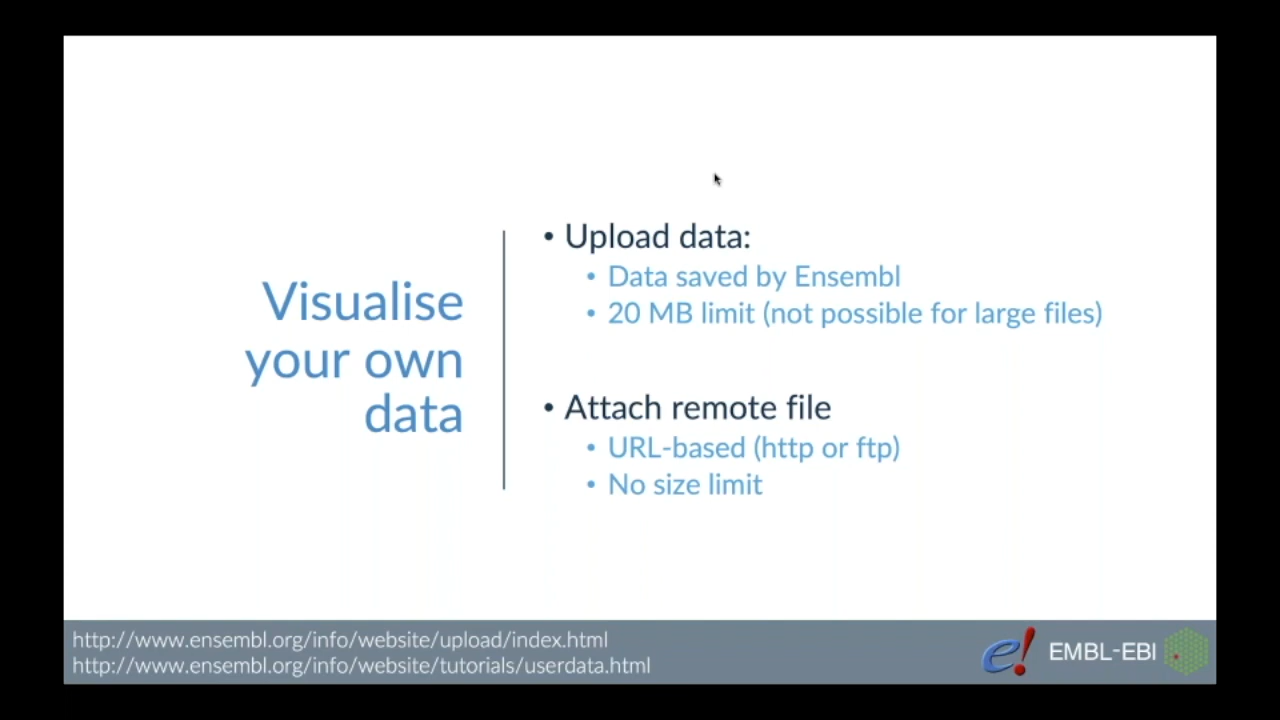 Visualise
your own
data
• Upload data:
• Data saved by Ensembl
• 20 MB limit (not possible for large files)
• Attach remote file
• URL-based (http or ftp)
• No size limit
http://www.ensembl.org/info/website/upload/index.html
http://www.ensembl.org/info/website/tutorials/userdata.html
e!
EMBL-EBI